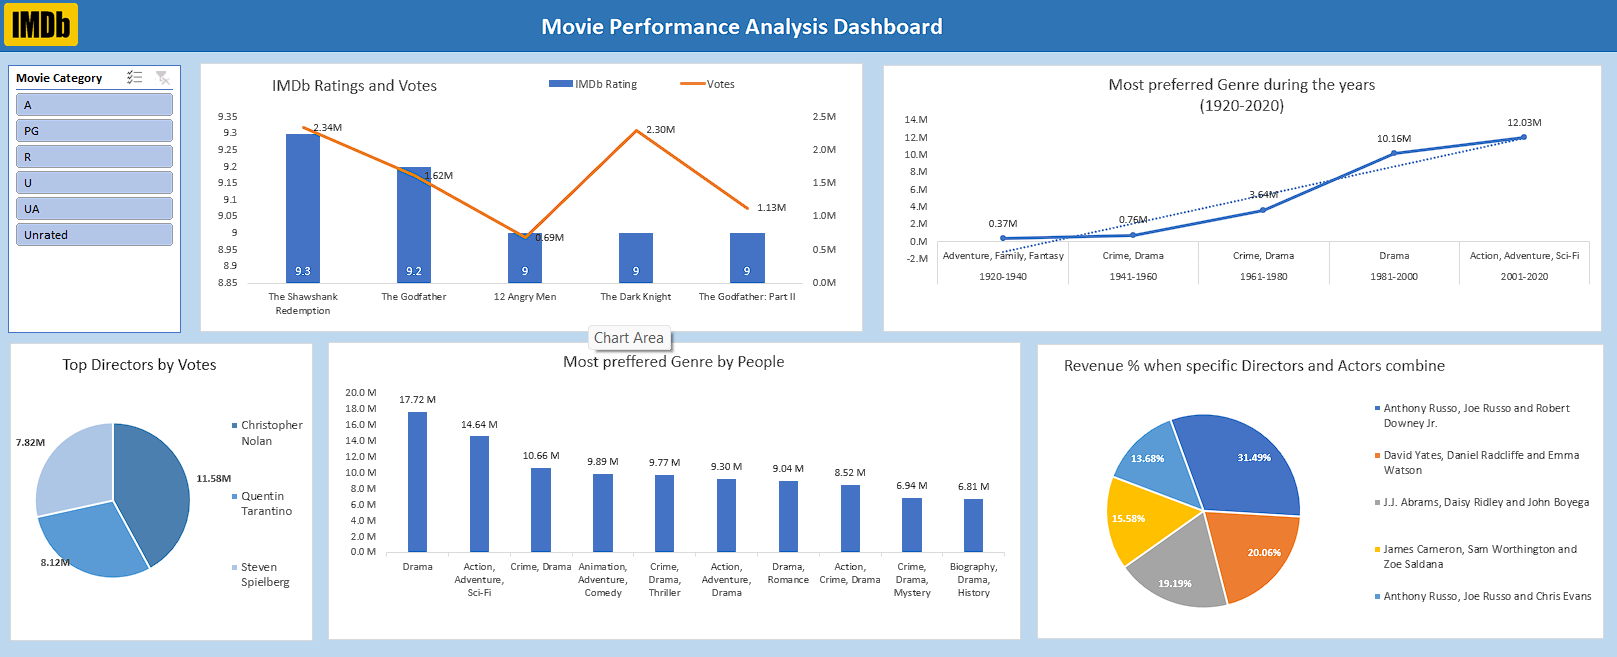 IMDb
Movie Performance Analysis Dashboard
Movie Category
A
PG
R
U
UA
Unrated
IMDb Ratings and Votes
IMDb Rating
Votes
9.35
9.3
9.25
9.2
9.15
9.1
9.05
9
8.95
8.9
8.85
2.5M
2.0M
1.5M
1.0M
0.5M
0.0M
2.34M
1.62M
0.69M
2.30M
1.13M
9.3
9.2
9
9
9
The Shawshank
Redemption
The Godfather
12 Angry Men
The Dark Knight
The Godfather: Part II
Most preferred Genre during the years
(1920-2020)
14.M
12.M
10.M
8.M
6.M
4.M
2.M
0.M
-2.M
0.37M
0.76M
3.64M
10.16M
12.03M
Adventure, Family, Fantasy
Crime, Drama
Crime, Drama
Drama
Action, Adventure, Sci-Fi
1920-1940
1941-1960
1961-1980
1981-2000
2001-2020
Chart Area
Top Directors by Votes
7.82M
11.58M
8.12M
Christopher
Nolan
Quentin
Tarantino
Steven
Spielberg
Most preffered Genre by People
20.0 M
18.0 M
16.0 M
14.0 M
12.0 M
10.0 M
8.0 M
6.0 M
4.0 M
2.0 M
0.0 M
17.72 M
14.64 M
10.66 M
9.89 M
9.77 M
9.30 M
9.04 M
8.52 M
6.94 M
6.81 M
Drama
Action,
Adventure,
Sci-Fi
Crime, Drama
Animation,
Adventure,
Comedy
Crime,
Drama,
Thriller
Action,
Adventure,
Drama
Drama,
Romance
Action,
Crime, Drama
Crime,
Drama,
Mystery
Biography,
Drama,
History
Revenue % when specific Directors and Actors combine
31.49%
20.06%
19.19%
15.58%
13.68%
Anthony Russo, Joe Russo and Robert
Downey Jr.
David Yates, Daniel Radcliffe and Emma
Watson
J.J. Abrams, Daisy Ridley and John Boyega
James Cameron, Sam Worthington and
Zoe Saldana
Anthony Russo, Joe Russo and Chris Evans